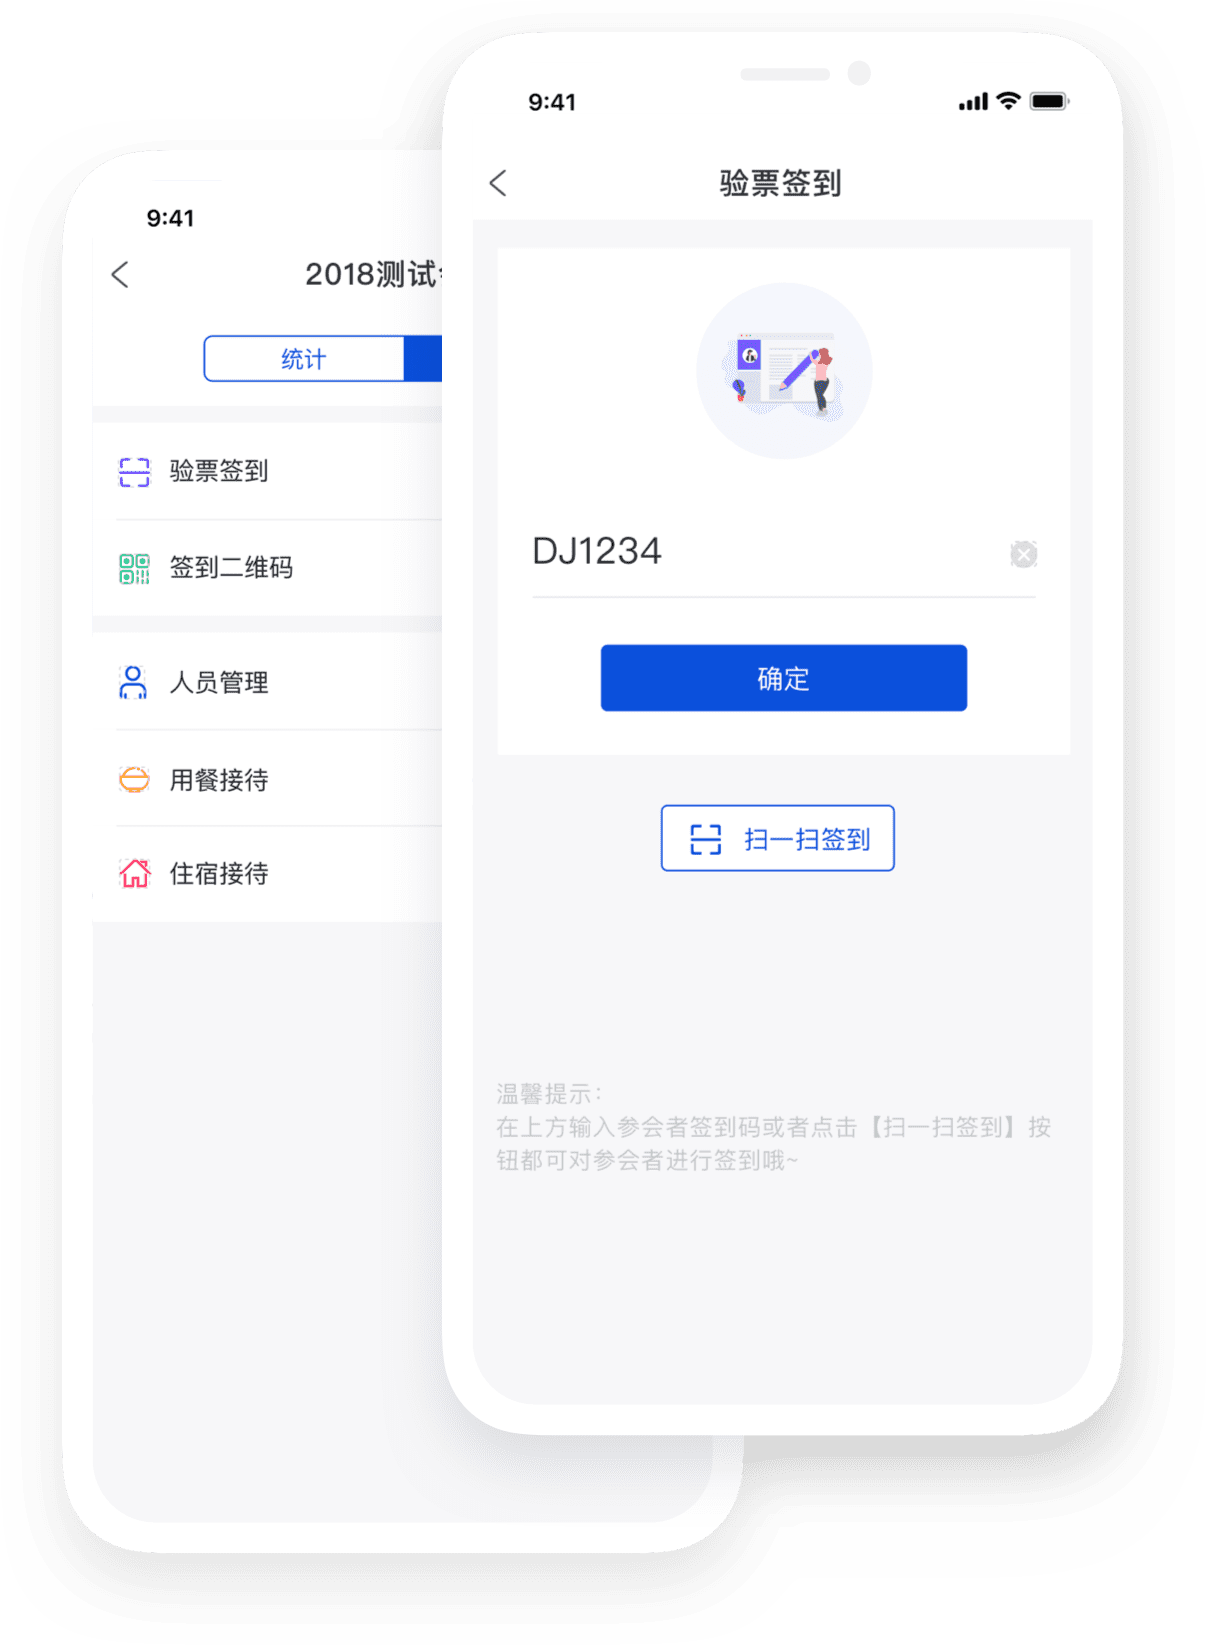 9:41
2018测试
统计
验票签到
签到二维码
人员管理
用餐接待
住宿接待
9:41
验票签到
DJ1234
确定
扫一扫签到
温馨提示：
在上方输入参会者签到码或者点击【扫一扫签到】按
钮都可对参会者进行签到哦~